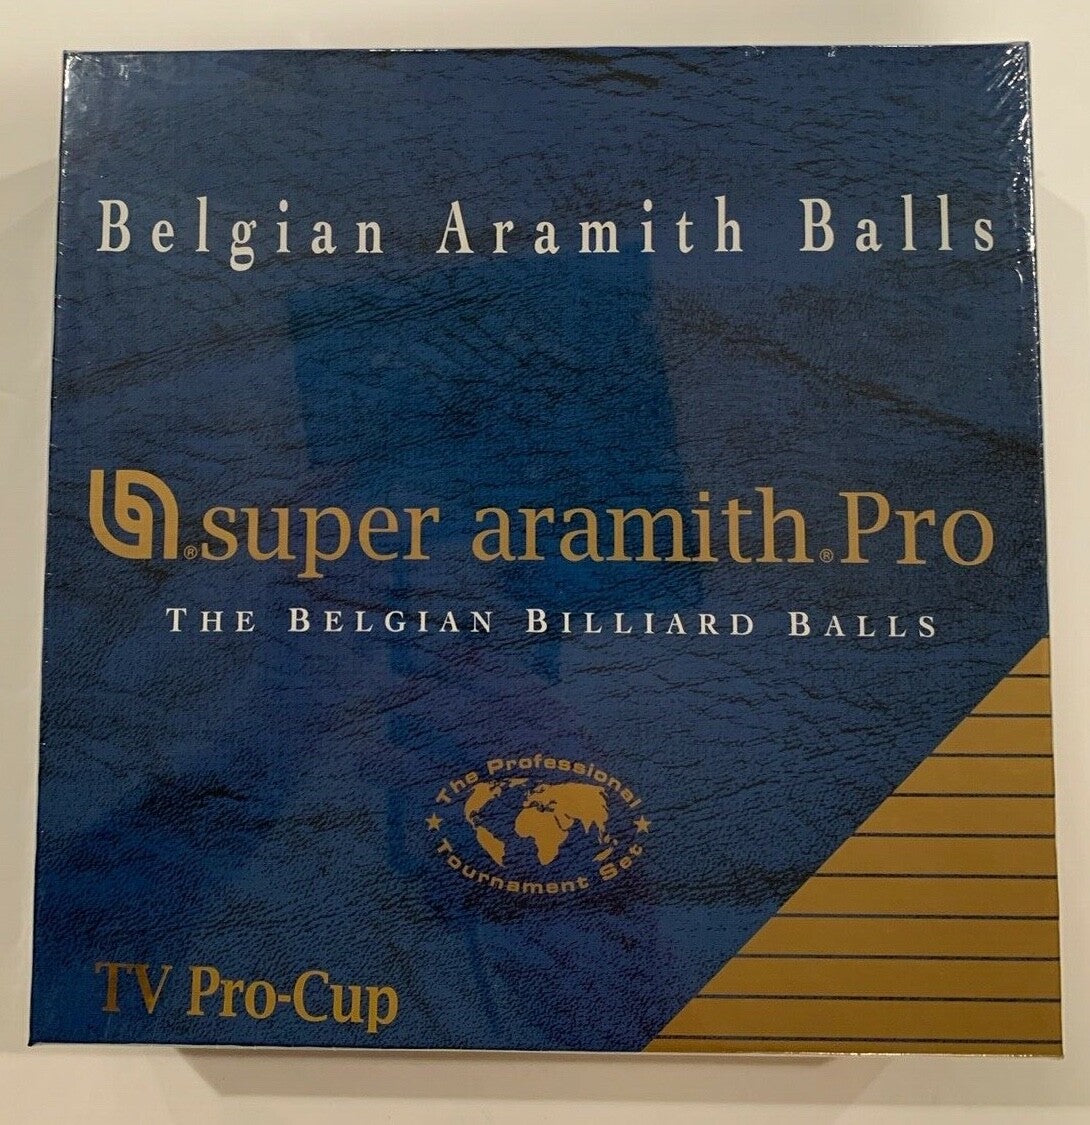 Belgian Aramith Balls
®super aramith®Pro
THE BELGIAN BILLIARD BALLS
The Professional
Tournament Set
TV Pro-Cup